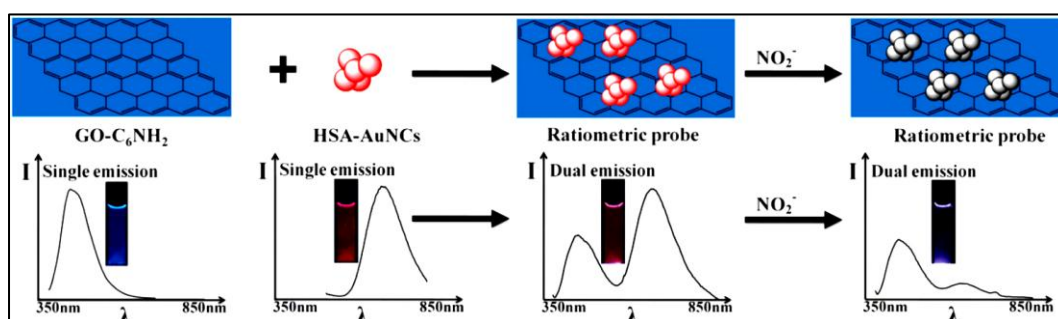 NO₂⁻
GO-C₆NH₂
HSA-AuNCs
Ratiometric probe
Ratiometric probe
I
Single emission
350nm
λ
850nm
I
Single emission
350nm
λ
850nm
I
Dual emission
350nm
λ
850nm
NO₂⁻
I
Dual emission
350nm
λ
850nm